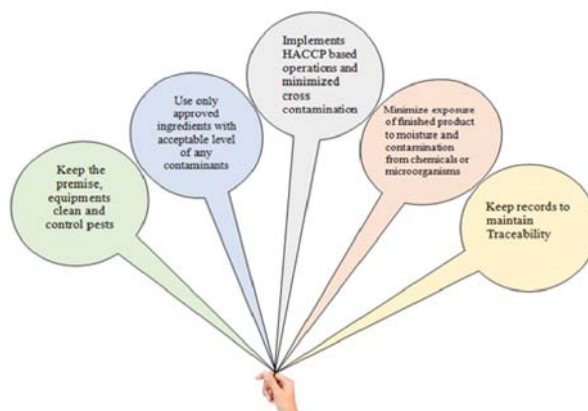 Keep the
premise,
equipments
clean and
control pests
Use only
approved
ingredients with
acceptable level
of any
contaminants
Implements
HACCP based
operations and
minimized
cross
contamination
Minimize exposure
of finished product
to moisture and
contamination
from chemicals or
microorganisms
Keep records to
maintain
Traceability